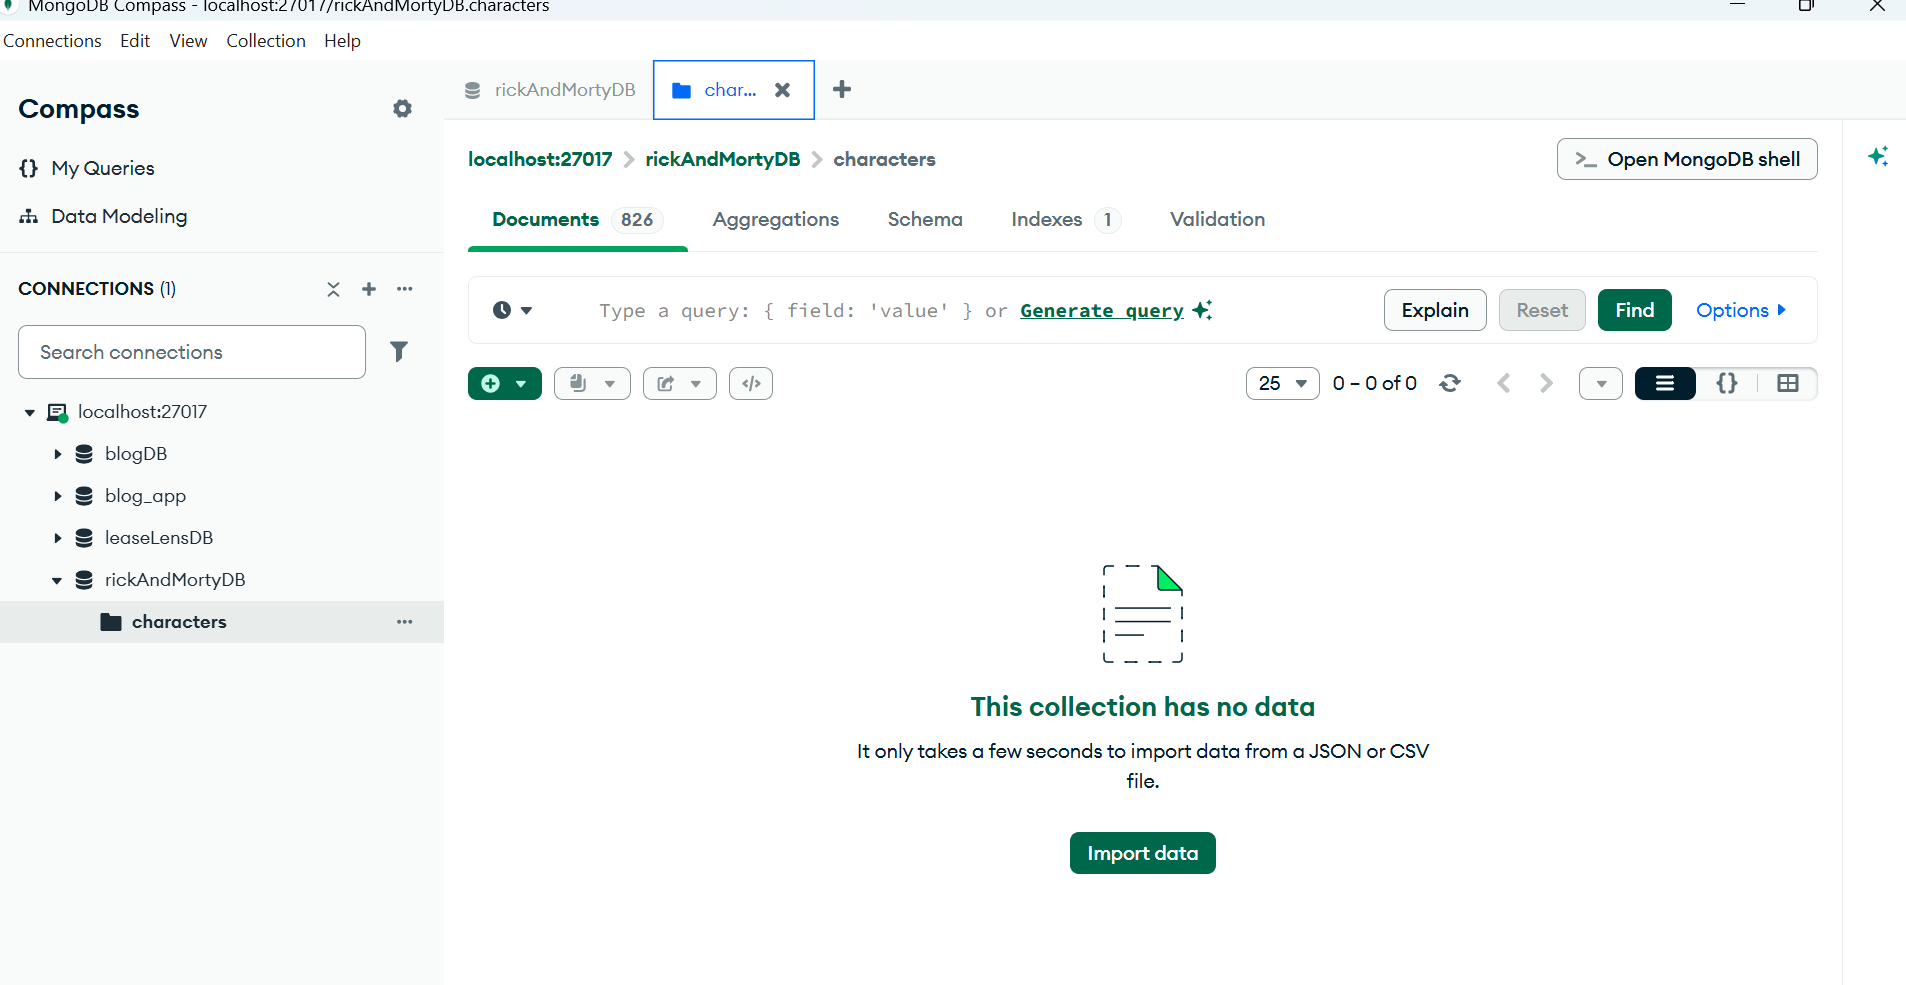 MongoDB Compass - localhost:27017/rickAndMortyDB.characters
Connections Edit View Collection Help
Compass
My Queries
Data Modeling
CONNECTIONS (1)
Search connections
localhost:27017
blogDB
blog_app
leaseLensDB
rickAndMortyDB
characters
rickAndMortyDB char...
localhost:27017 rickAndMortyDB characters
Open MongoDB shell
Documents 826 Aggregations Schema Indexes 1 Validation
Type a query: { field: 'value' } or Generate query
Explain Reset Find Options
25 0 – 0 of 0
This collection has no data
It only takes a few seconds to import data from a JSON or CSV
file.
Import data